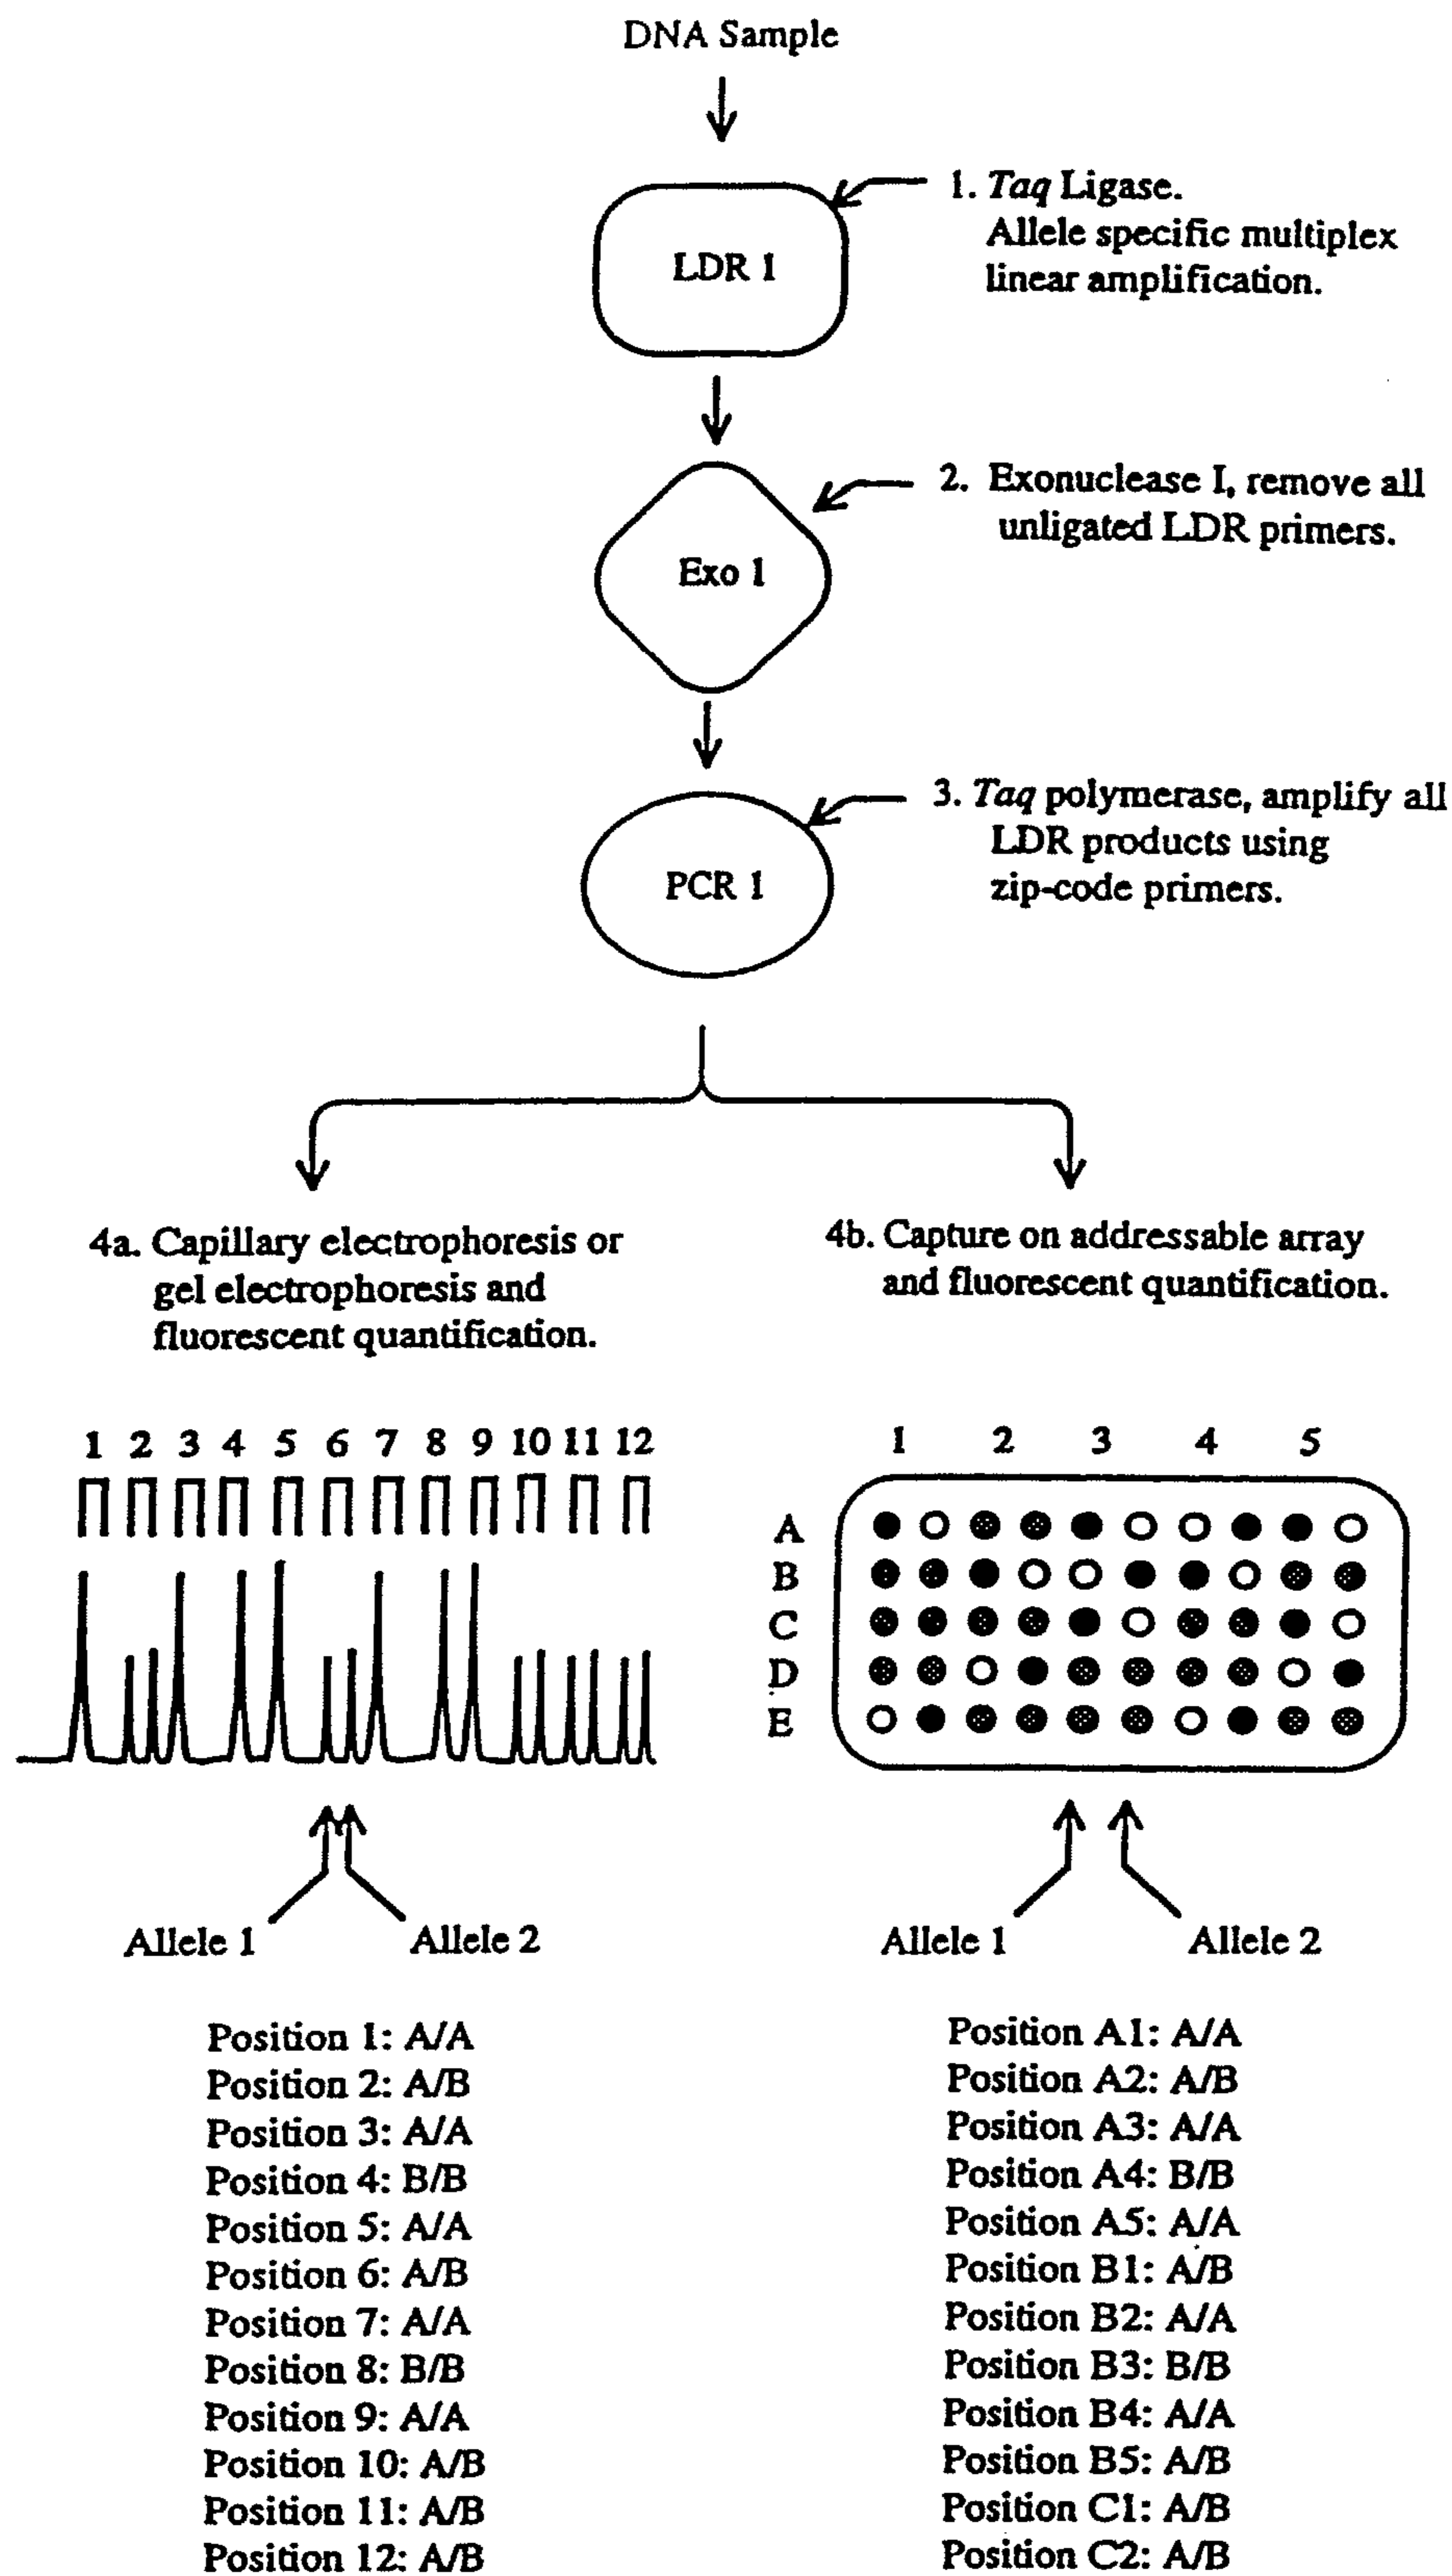 DNA Sample
LDR 1
1. Taq Ligase.
Allele specific multiplex
linear amplification.
Exo 1
2. Exonuclease I, remove all
unligated LDR primers.
PCR 1
3. Taq polymerase, amplify all
LDR products using
zip-code primers.
4a. Capillary electrophoresis or
gel electrophoresis and
fluorescent quantification.
4b. Capture on addressable array
and fluorescent quantification.
1 2 3 4 5 6 7 8 9 10 11 12
1 2 3 4 5
A
B
C
D
E
Allele 1
Allele 2
Allele 1
Allele 2
Position 1: A/A
Position 2: A/B
Position 3: A/A
Position 4: B/B
Position 5: A/A
Position 6: A/B
Position 7: A/A
Position 8: B/B
Position 9: A/A
Position 10: A/B
Position 11: A/B
Position 12: A/B
Position A1: A/A
Position A2: A/B
Position A3: A/A
Position A4: B/B
Position A5: A/A
Position B1: A/B
Position B2: A/A
Position B3: B/B
Position B4: A/A
Position B5: A/B
Position C1: A/B
Position C2: A/B